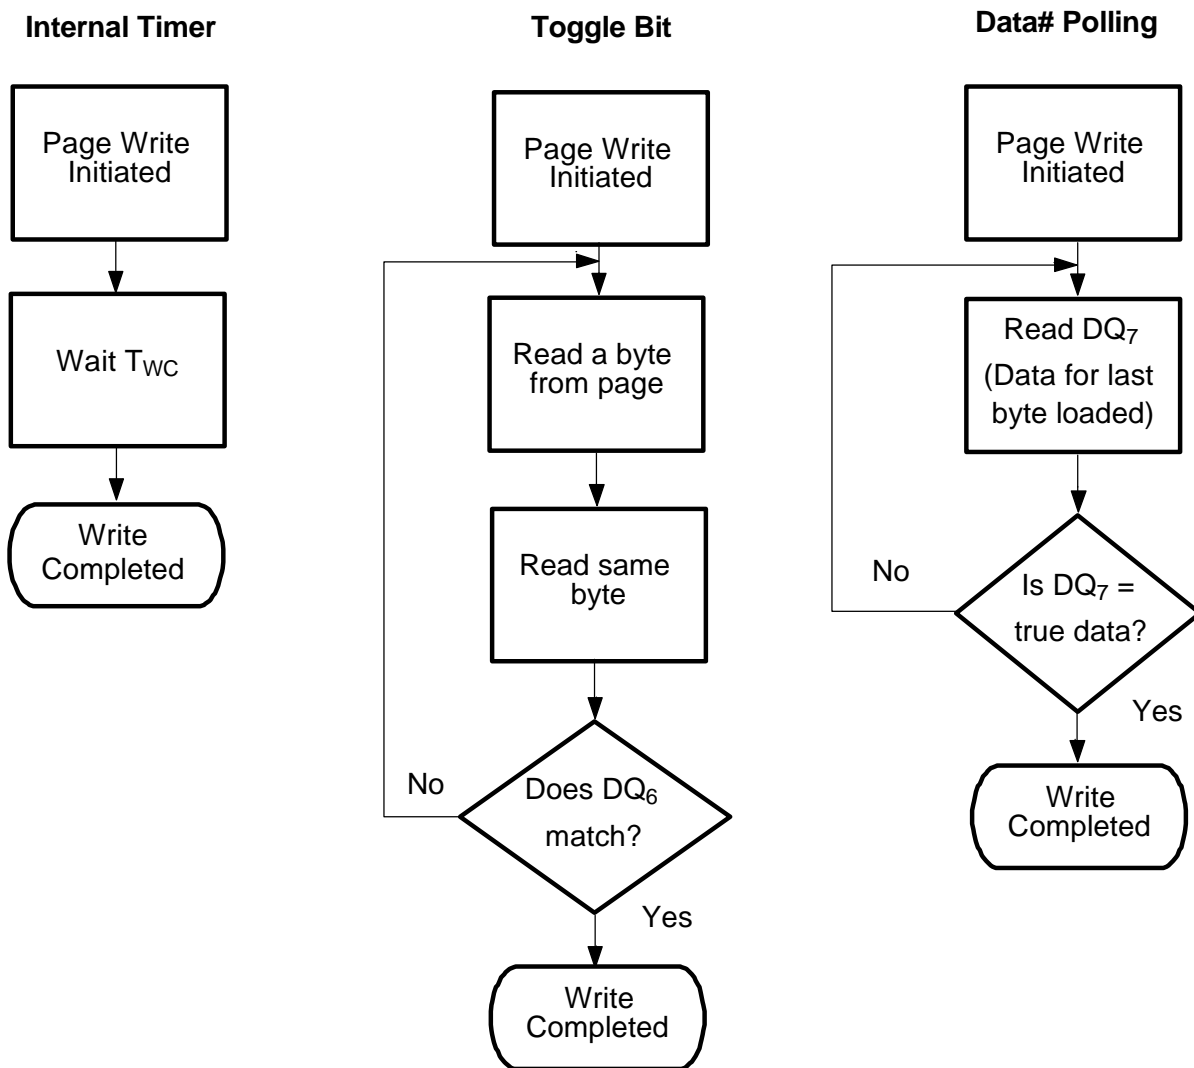 Internal Timer
Page Write
Initiated
Wait T_WC
Write
Completed
Toggle Bit
Page Write
Initiated
Read a byte
from page
Read same
byte
Does DQ₆
match?
No
Yes
Write
Completed
Data# Polling
Page Write
Initiated
Read DQ₇
(Data for last
byte loaded)
Is DQ₇ =
true data?
No
Yes
Write
Completed